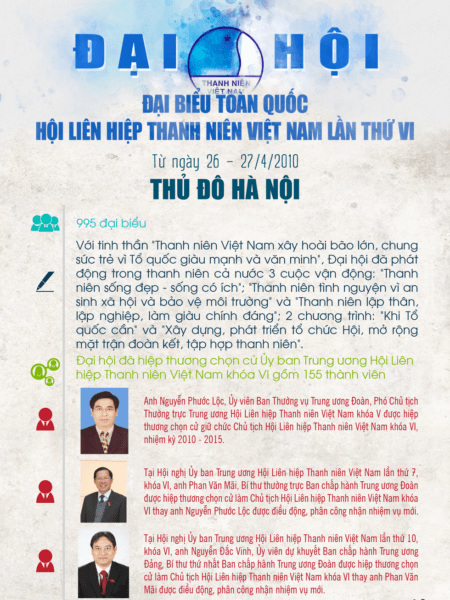 ĐẠI HỘI
THANH NIÊN
VIỆT NAM
ĐẠI BIỂU TOÀN QUỐC
HỘI LIÊN HIỆP THANH NIÊN VIỆT NAM LẦN THỨ VI
Từ ngày 26 - 27/4/2010
THỦ ĐÔ HÀ NỘI
995 đại biểu
Với tinh thần "Thanh niên Việt Nam xây hoài bão lớn, chung
sức trẻ vì Tổ quốc giàu mạnh và văn minh", Đại hội đã phát
động trong thanh niên cả nước 3 cuộc vận động: "Thanh
niên sống đẹp - sống có ích"; "Thanh niên tình nguyện vì an
sinh xã hội và bảo vệ môi trường" và "Thanh niên lập thân,
lập nghiệp, làm giàu chính đáng"; 2 chương trình: "Khi Tổ
quốc cần" và "Xây dựng, phát triển tổ chức Hội, mở rộng
mặt trận đoàn kết, tập hợp thanh niên".
Đại hội đã hiệp thương chọn cử Ủy ban Trung ương Hội Liên
hiệp Thanh niên Việt Nam khóa VI gồm 155 thành viên
Anh Nguyễn Phước Lộc, Ủy viên Ban Thường vụ Trung ương Đoàn, Phó Chủ tịch
Thường trực Trung ương Hội Liên hiệp Thanh niên Việt Nam khóa V được hiệp
thương chọn cử giữ chức Chủ tịch Hội Liên hiệp Thanh niên Việt Nam khóa VI,
nhiệm kỳ 2010 - 2015.
Tại Hội nghị Ủy ban Trung ương Hội Liên hiệp Thanh niên Việt Nam lần thứ 7,
khóa VI, anh Phan Văn Mãi, Bí thư thường trực Ban chấp hành Trung ương Đoàn
được hiệp thương chọn cử làm Chủ tịch Hội Liên hiệp Thanh niên Việt Nam khóa
VI thay anh Nguyễn Phước Lộc được điều động, phân công nhận nhiệm vụ mới.
Tại Hội nghị Ủy ban Trung ương Hội Liên hiệp Thanh niên Việt Nam lần thứ 10,
khóa VI, anh Nguyễn Đắc Vinh, Ủy viên dự khuyết Ban chấp hành Trung ương
Đảng, Bí thư thứ nhất Ban chấp hành Trung ương Đoàn được hiệp thương chọn
cử làm Chủ tịch Hội Liên hiệp Thanh niên Việt Nam khóa VI thay anh Phan Văn
Mãi được điều động, phân công nhận nhiệm vụ mới.